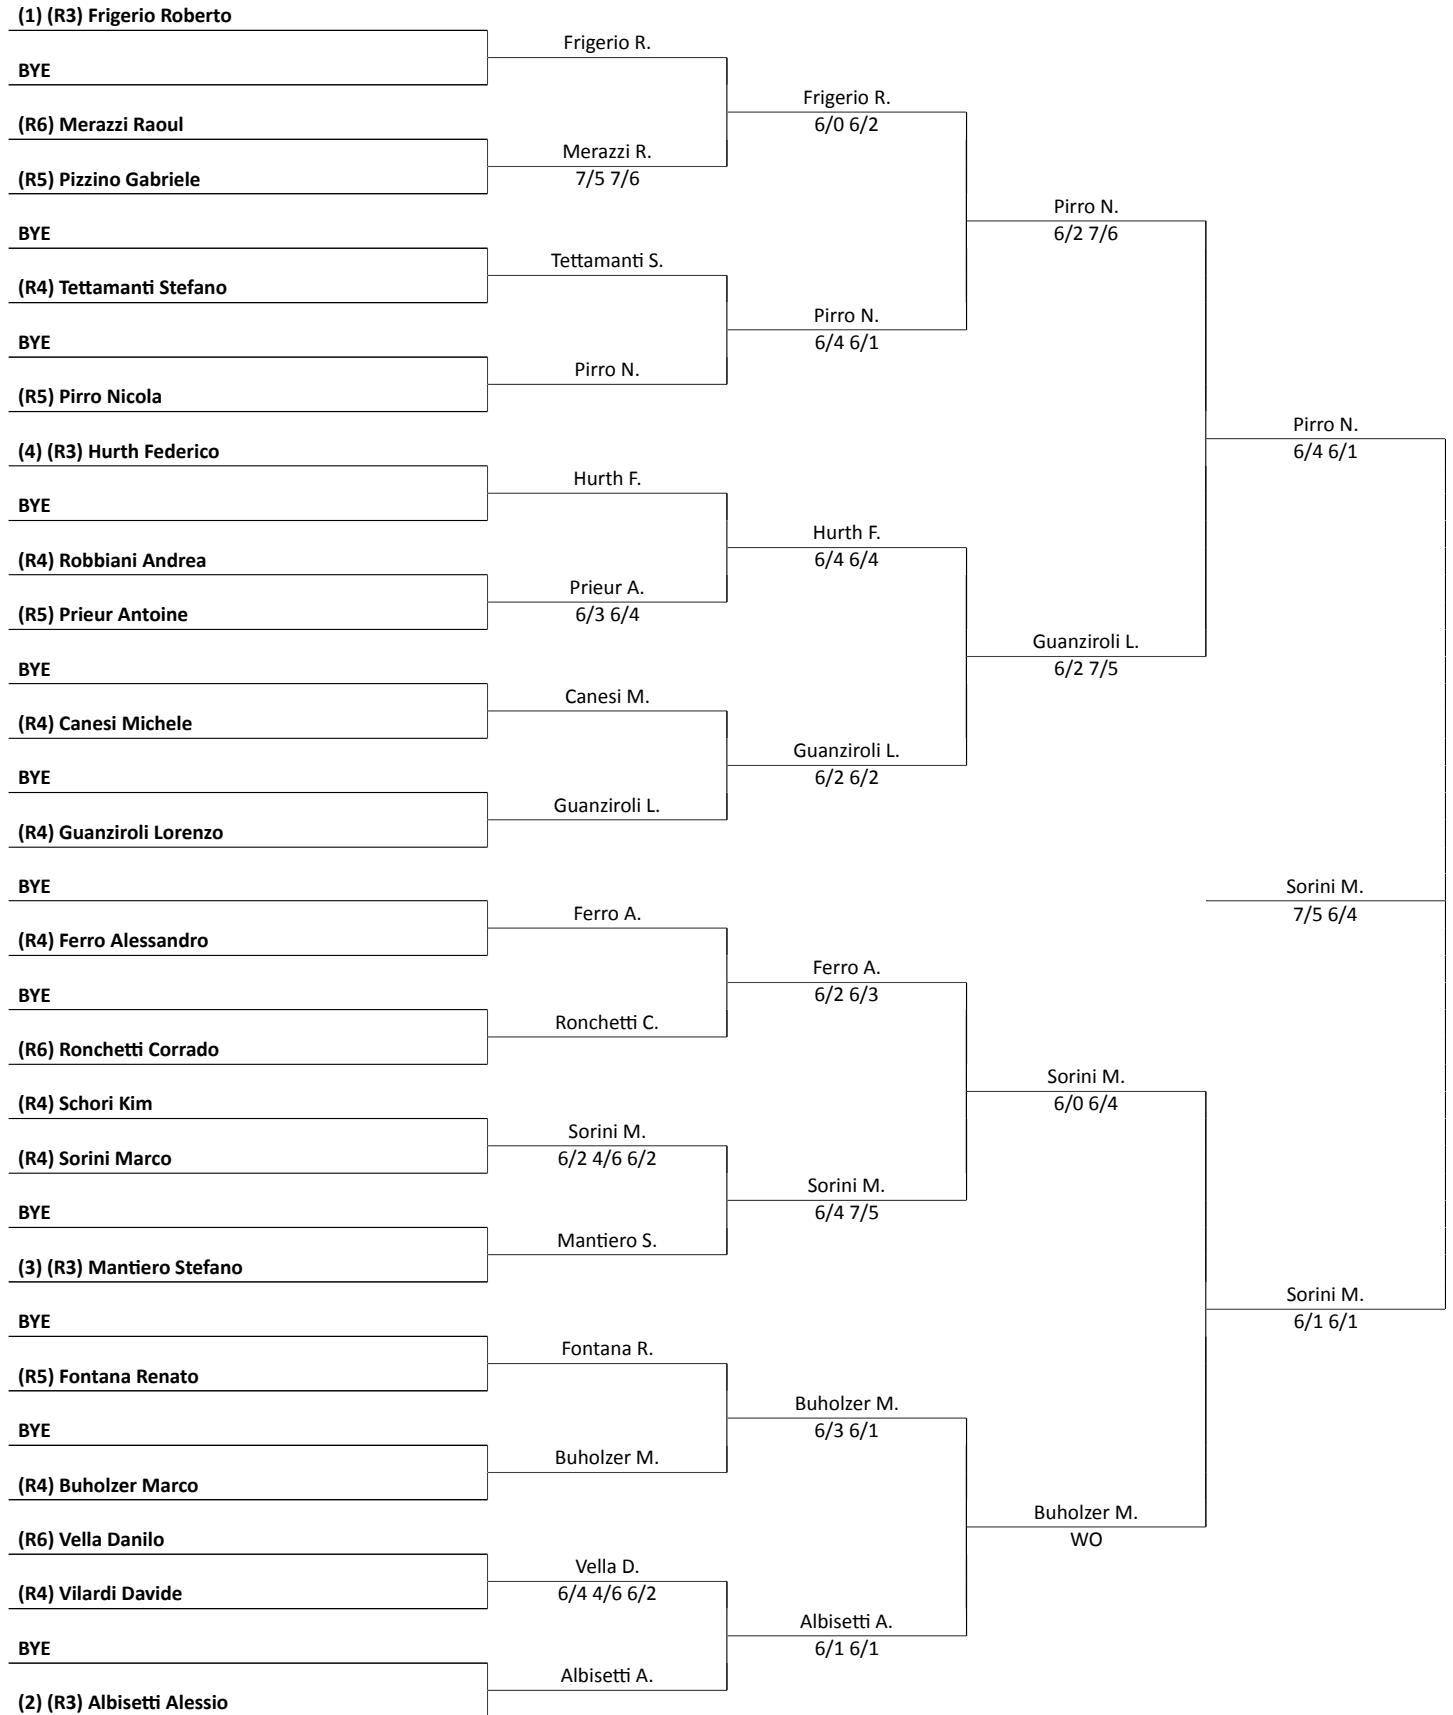 (1) (R3) Frigerio Roberto
Frigerio R.
BYE
Frigerio R.
6/0 6/2
(R6) Merazzi Raoul
Merazzi R.
7/5 7/6
(R5) Pizzino Gabriele
Pirro N.
6/2 7/6
BYE
Tettamanti S.
(R4) Tettamanti Stefano
Pirro N.
6/4 6/1
BYE
Pirro N.
(R5) Pirro Nicola
Pirro N.
6/4 6/1
(4) (R3) Hurth Federico
Hurth F.
BYE
Hurth F.
6/4 6/4
(R4) Robbiani Andrea
Prieur A.
6/3 6/4
(R5) Prieur Antoine
Guanziroli L.
6/2 7/5
BYE
Canesi M.
(R4) Canesi Michele
Guanziroli L.
6/2 6/2
BYE
Guanziroli L.
(R4) Guanziroli Lorenzo
BYE
Sorini M.
7/5 6/4
Ferro A.
(R4) Ferro Alessandro
Ferro A.
6/2 6/3
BYE
Ronchetti C.
(R6) Ronchetti Corrado
Sorini M.
6/0 6/4
(R4) Schori Kim
Sorini M.
6/2 4/6 6/2
(R4) Sorini Marco
Sorini M.
6/4 7/5
BYE
Mantiero S.
(3) (R3) Mantiero Stefano
Sorini M.
6/1 6/1
BYE
Fontana R.
(R5) Fontana Renato
Buholzer M.
6/3 6/1
BYE
Buholzer M.
(R4) Buholzer Marco
Buholzer M.
WO
(R6) Vella Danilo
Vella D.
6/4 4/6 6/2
(R4) Vilardi Davide
Albisetti A.
6/1 6/1
BYE
Albisetti A.
(2) (R3) Albisetti Alessio